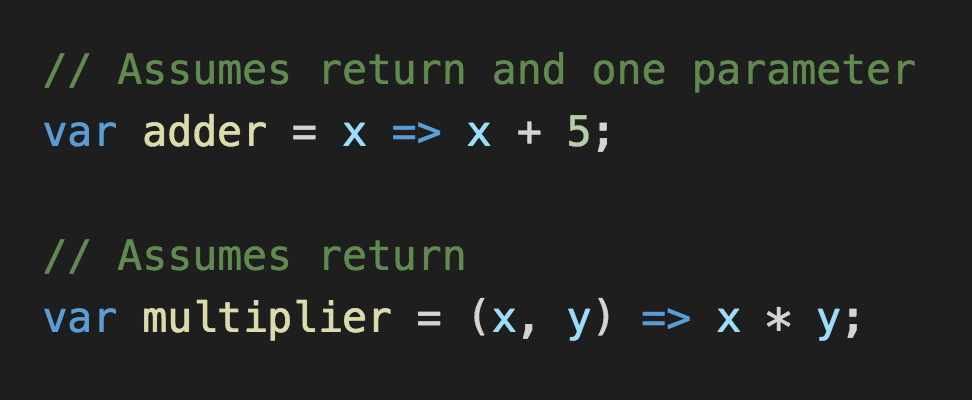 // Assumes return and one parameter
var adder = x => x + 5;
// Assumes return
var multiplier = (x, y) => x * y;